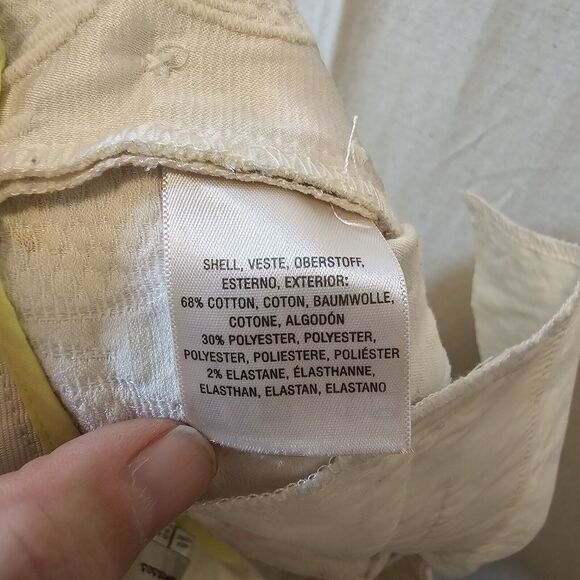 SHELL, VESTE, OBERSTOFF,
ESTERNO, EXTERIOR:
68% COTTON, COTON, BAUMWOLLE,
COTONE, ALGODÓN
30% POLYESTER, POLYESTER,
POLYESTER, POLIESTERE, POLIÉSTER
2% ELASTANE, ÉLASTHANNE,
ELASTHAN, ELASTAN, ELASTANO